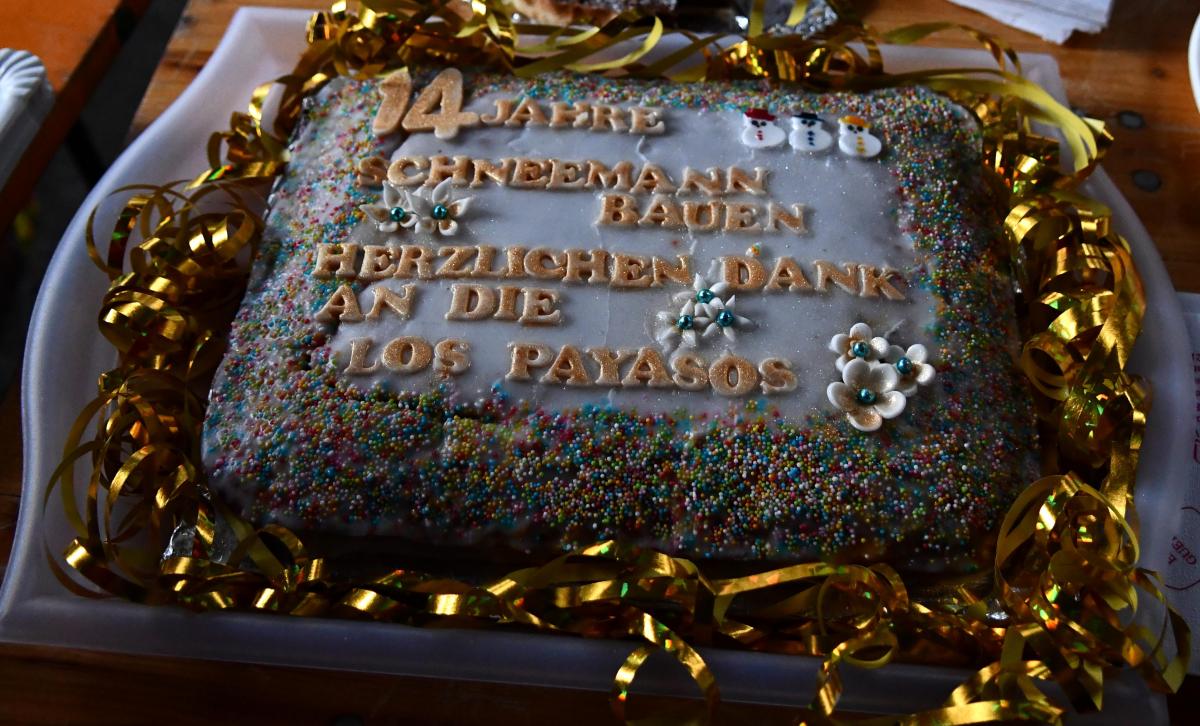 14 JAHRE
SCHNEEMANN
BAUEN
HERZLICHEN DANK
AN DIE
LOS PAYASOS